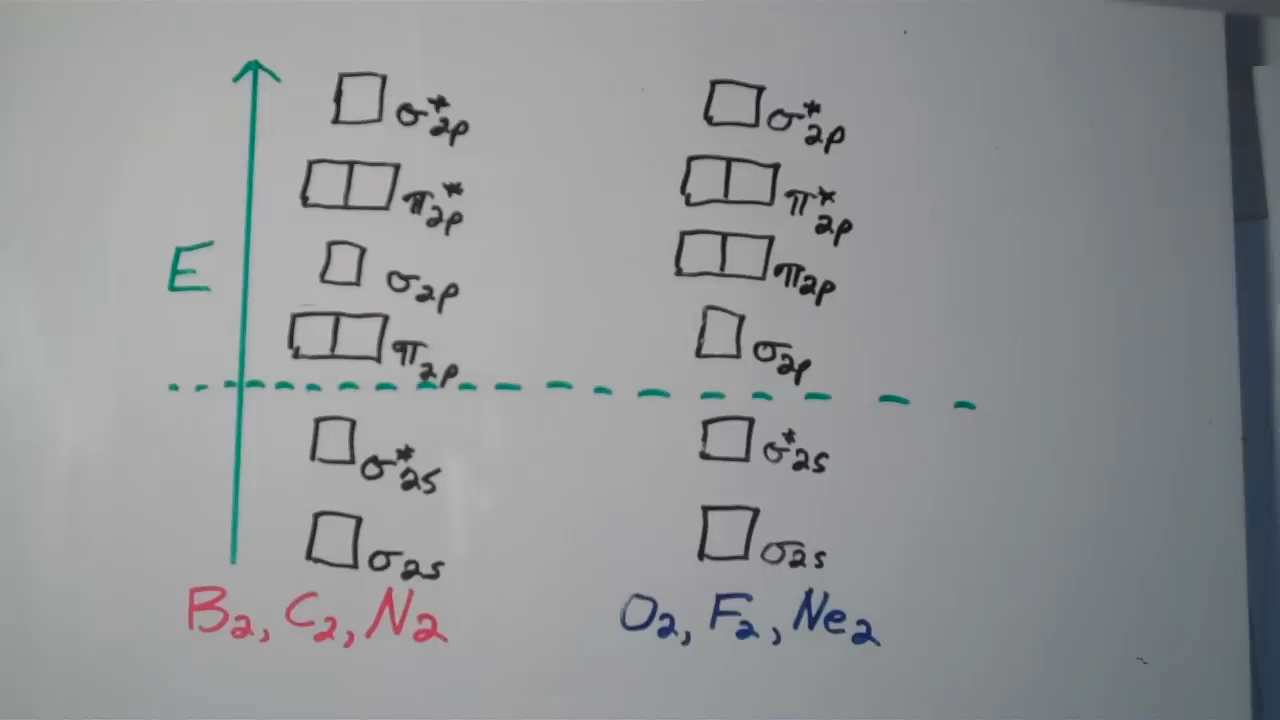 σ*2p σ*2p
π*2p π*2p
E σ2p π2p
π2p σ2p
σ*2s σ*2s
σ2s σ2s
B2, C2, N2 O2, F2, Ne2